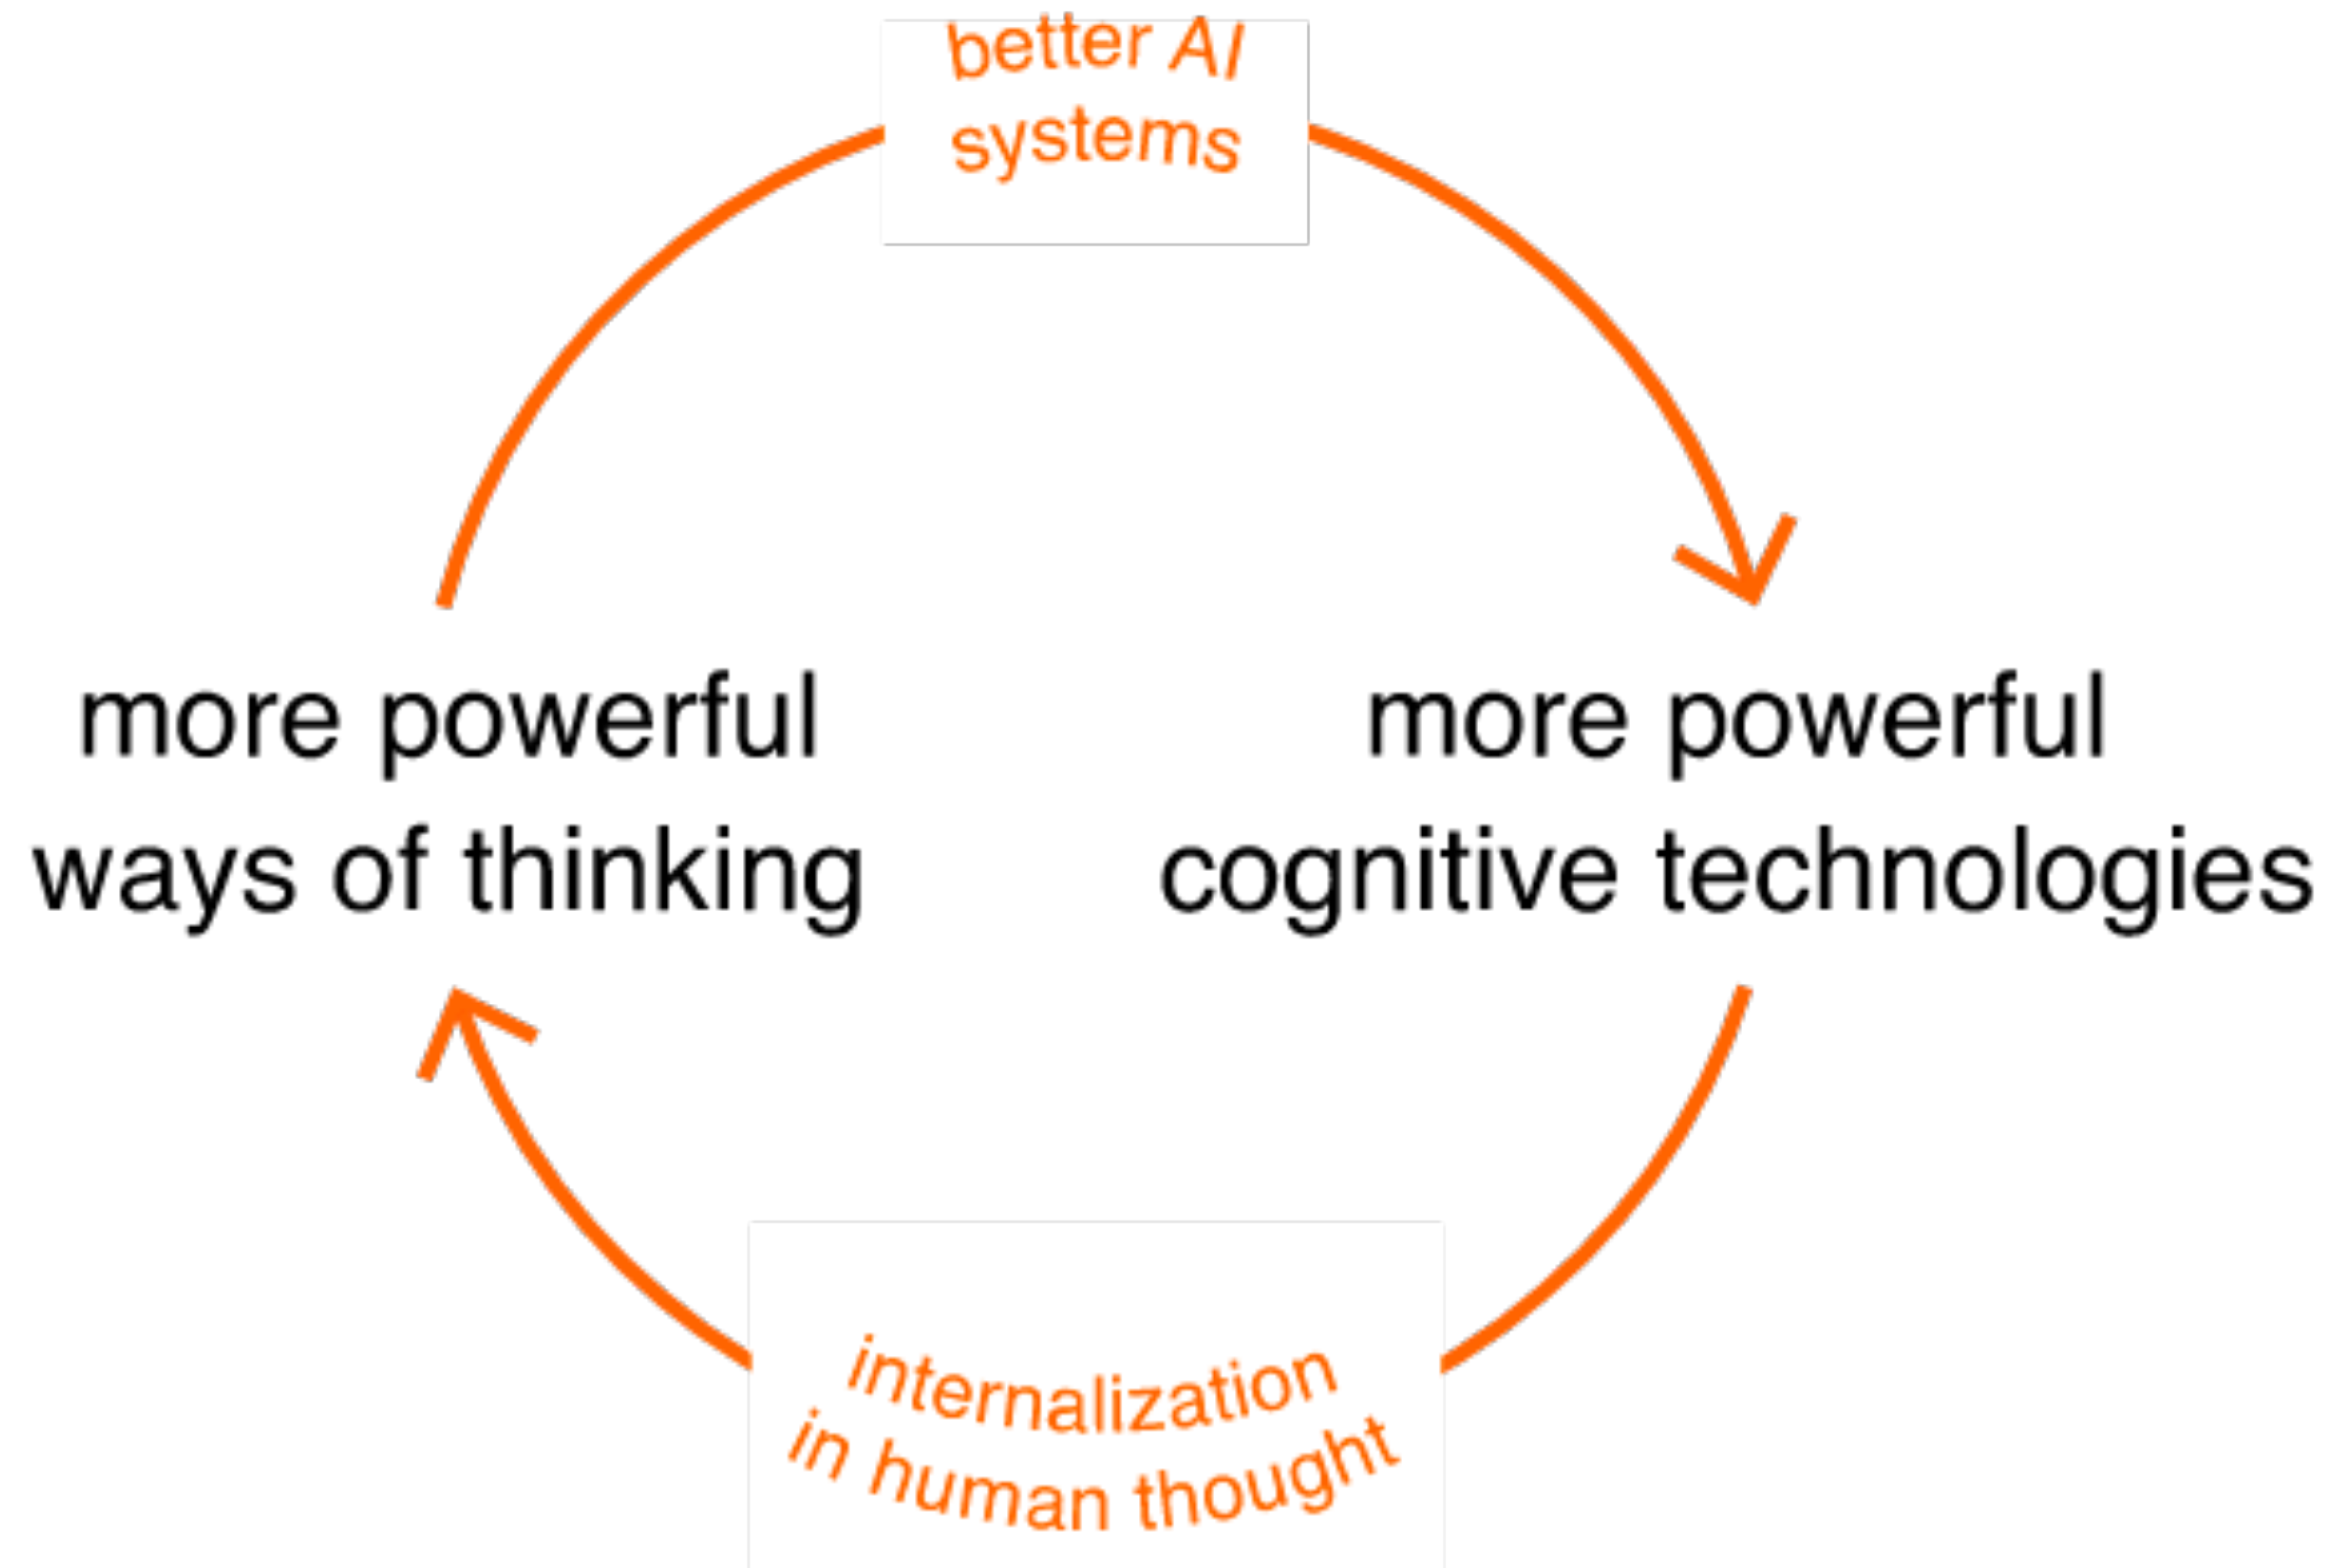 better AI
systems
more powerful
ways of thinking
more powerful
cognitive technologies
internalization
in human thought